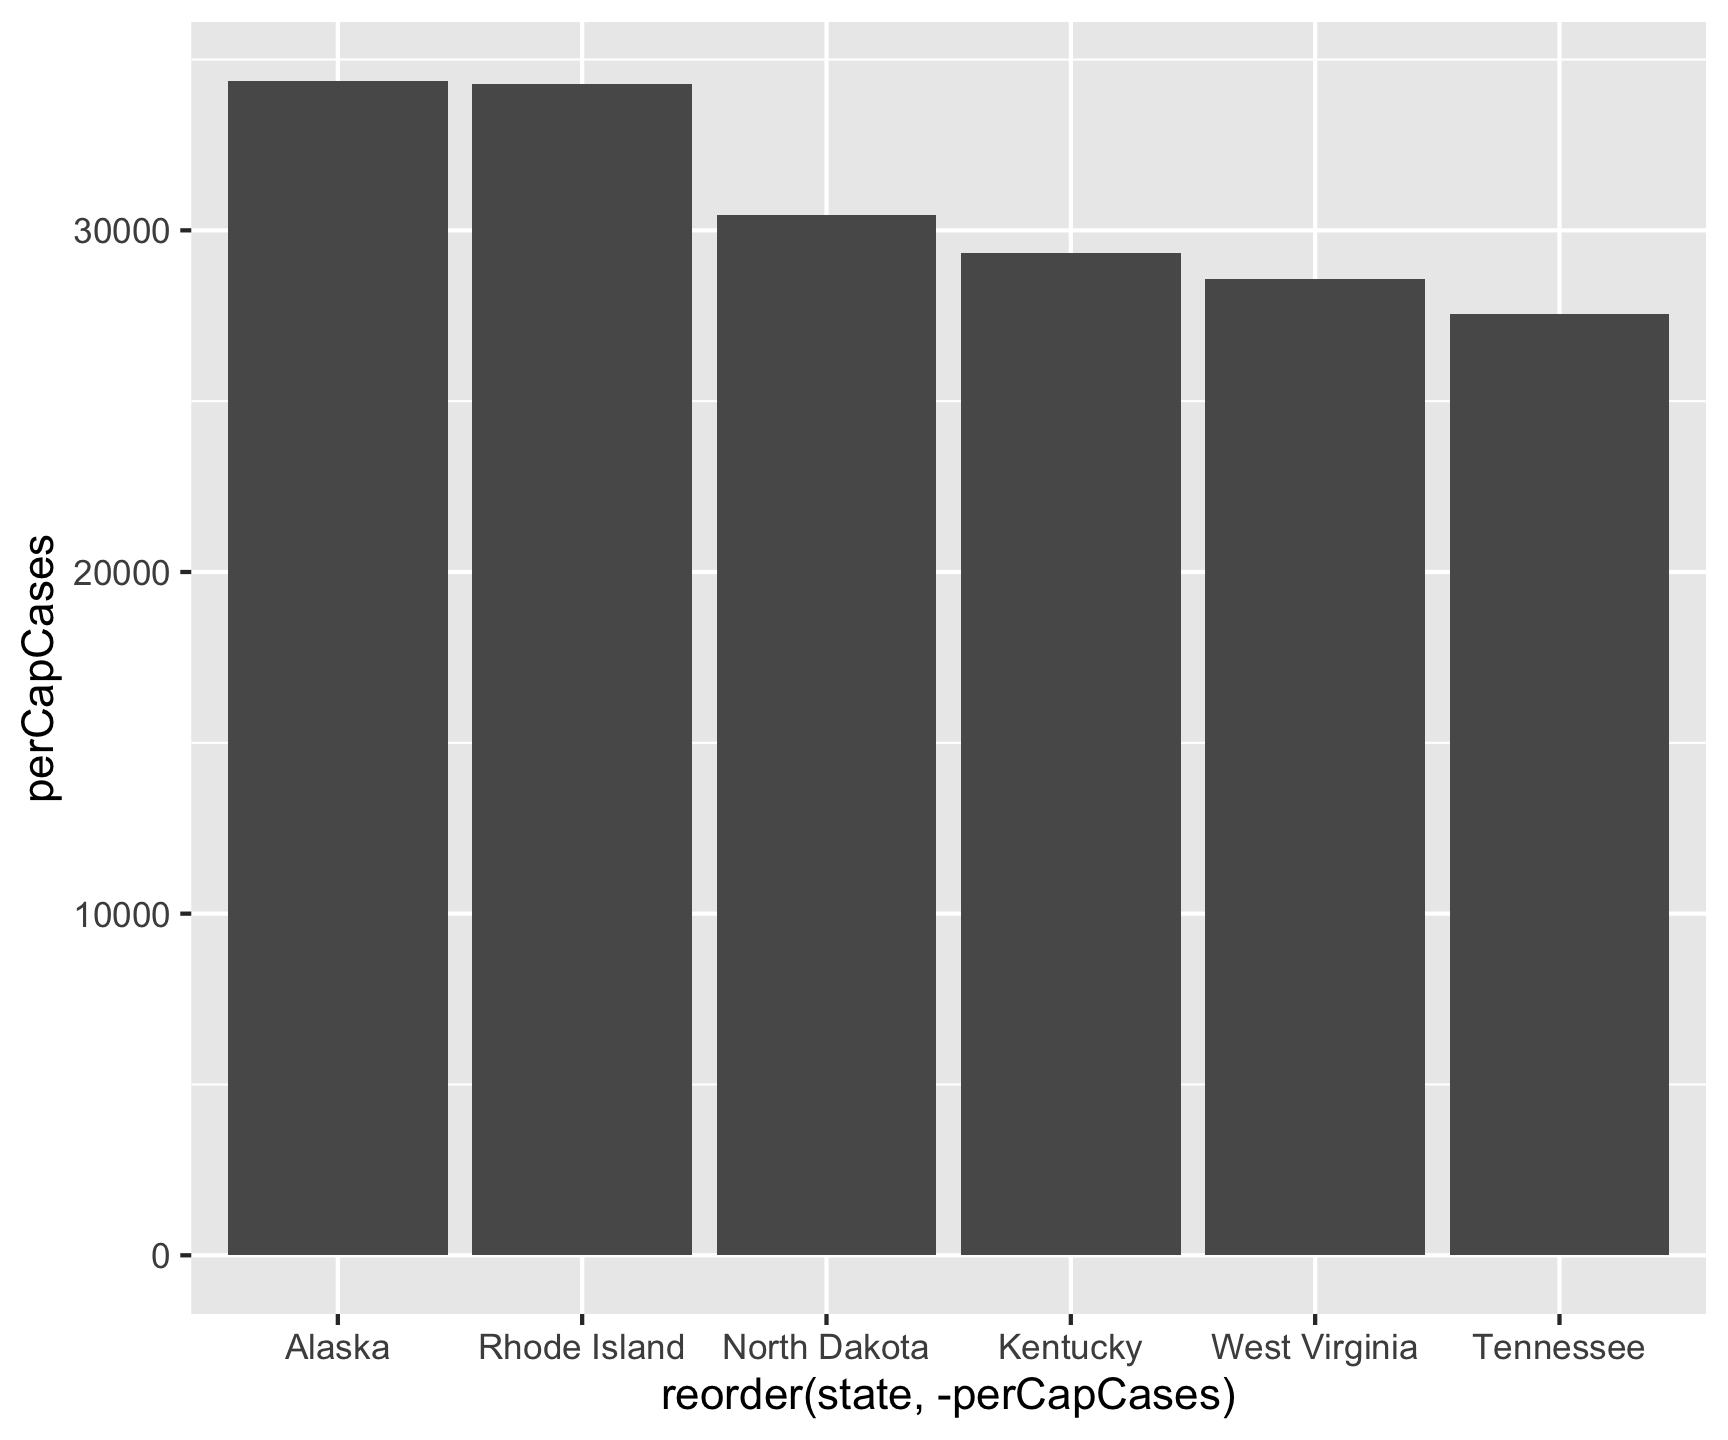 perCapCases
30000
20000
10000
0
Alaska Rhode Island North Dakota Kentucky West Virginia Tennessee
reorder(state, -perCapCases)